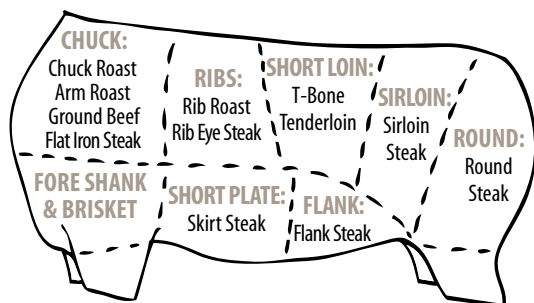 CHUCK:
Chuck Roast
Arm Roast
Ground Beef
Flat Iron Steak
RIBS:
Rib Roast
Rib Eye Steak
SHORT LOIN:
T-Bone
Tenderloin
SIRLOIN:
Sirloin
Steak
ROUND:
Round
Steak
FORE SHANK
& BRISKET
SHORT PLATE:
Skirt Steak
FLANK:
Flank Steak